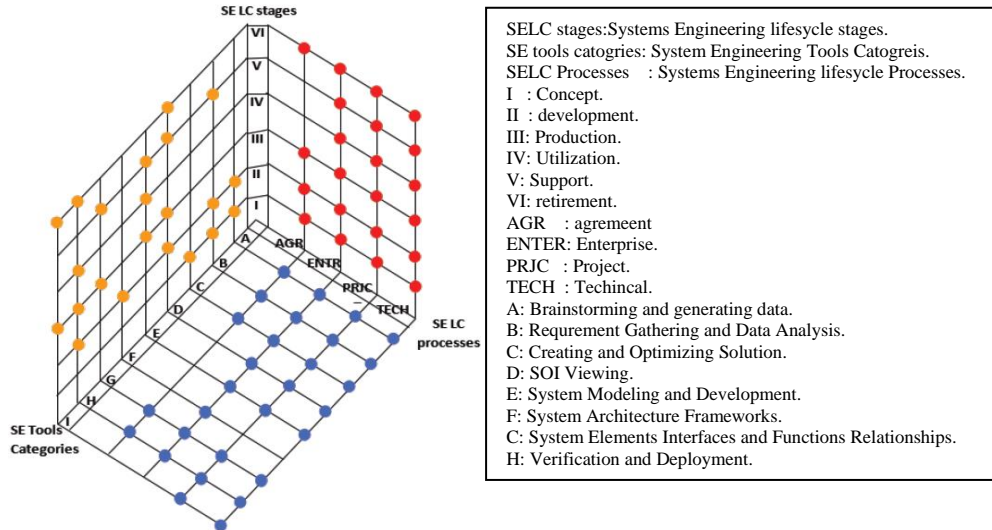 SE LC stages
VI
V
IV
III
II
I
A
B
C
D
E
F
G
H
I
AGR
ENTR
PRJC
TECH
SE LC
processes
SE Tools
Categories
SELC stages:Systems Engineering lifesycle stages.
SE tools catogries: System Engineering Tools Catogreis.
SELC Processes : Systems Engineering lifesycle Processes.
I : Concept.
II : development.
III: Production.
IV: Utilization.
V: Support.
VI: retirement.
AGR : agremeent
ENTER: Enterprise.
PRJC : Project.
TECH : Techincal.
A: Brainstorming and generating data.
B: Requrement Gathering and Data Analysis.
C: Creating and Optimizing Solution.
D: SOI Viewing.
E: System Modeling and Development.
F: System Architecture Frameworks.
C: System Elements Interfaces and Functions Relationships.
H: Verification and Deployment.